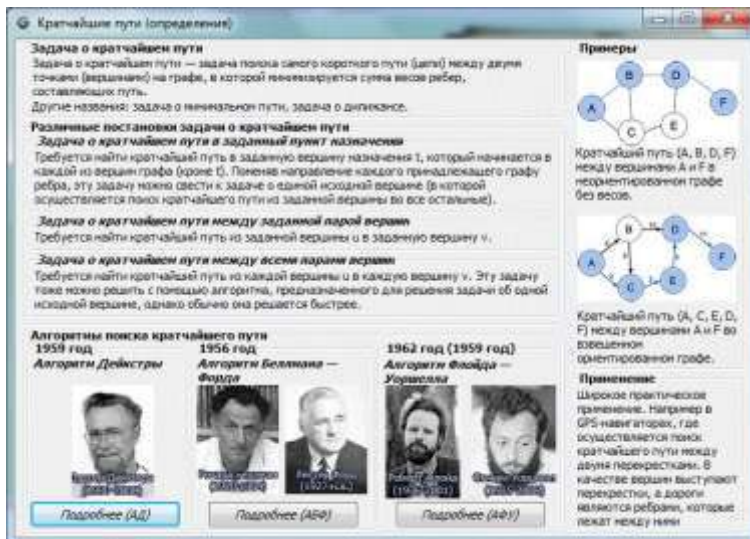 Кратчайшие пути (определения)
Задача о кратчайшем пути
Задача о кратчайшем пути — задача поиска самого короткого пути (цепи) между двумя
точками (вершинами) на графе, в которой минимизируется сумма весов ребер,
составляющих путь.
Другие названия: задача о минимальном пути, задача о дилижансе.
Различные постановки задачи о кратчайшем пути
Задача о кратчайшем пути в заданный пункт назначения
Требуется найти кратчайший путь в заданную вершину назначения t, который начинается в
каждой из вершин графа (кроме t). Поменяв направление каждого принадлежащего графу
ребра, эту задачу можно свести к задаче о единой исходной вершине (в которой
осуществляется поиск кратчайшего пути из заданной вершины во все остальные).
Задача о кратчайшем пути между заданной парой вершин
Требуется найти кратчайший путь из заданной вершины u в заданную вершину v.
Задача о кратчайшем пути между всеми парами вершин
Требуется найти кратчайший путь из каждой вершины u в каждую вершину v. Эту задачу
тоже можно решить с помощью алгоритма, предназначенного для решения задачи об одной
исходной вершине, однако обычно она решается быстрее.
Алгоритмы поиска кратчайшего пути
1959 год
Алгоритм Дейкстры
Подробнее (АД)
1956 год
Алгоритм Беллмана —
Форда
Подробнее (АБФ)
1962 год (1959 год)
Алгоритм Флойда —
Уоршелла
Подробнее (АФУ)
Примеры
A
B
C
D
E
F
Кратчайший путь (A, B, D, F)
между вершинами A и F в
неориентированном графе
без весов.
A
B
C
D
E
F
Кратчайший путь (A, C, E, D,
F) между вершинами A и F во
взвешенном
ориентированном графе.
Применение
Широкое практическое
применение. Например в
GPS-навигаторах, где
осуществляется поиск
кратчайшего пути между
двумя перекрестками. В
качестве вершин выступают
перекрестки, а дороги
являются ребрами, которые
лежат между ними